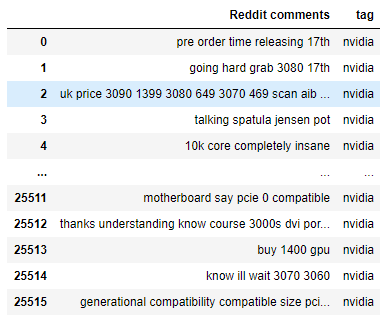 Reddit comments tag
0 pre order time releasing 17th nvidia
1 going hard grab 3080 17th nvidia
2 uk price 3090 1399 3080 649 3070 469 scan aib ... nvidia
3 talking spatula jensen pot nvidia
4 10k core completely insane nvidia
... ... ...
25511 motherboard say pcie 0 compatible nvidia
25512 thanks understanding know course 3000s dvi por... nvidia
25513 buy 1400 gpu nvidia
25514 know ill wait 3070 3060 nvidia
25515 generational compatibility compatible size pci... nvidia